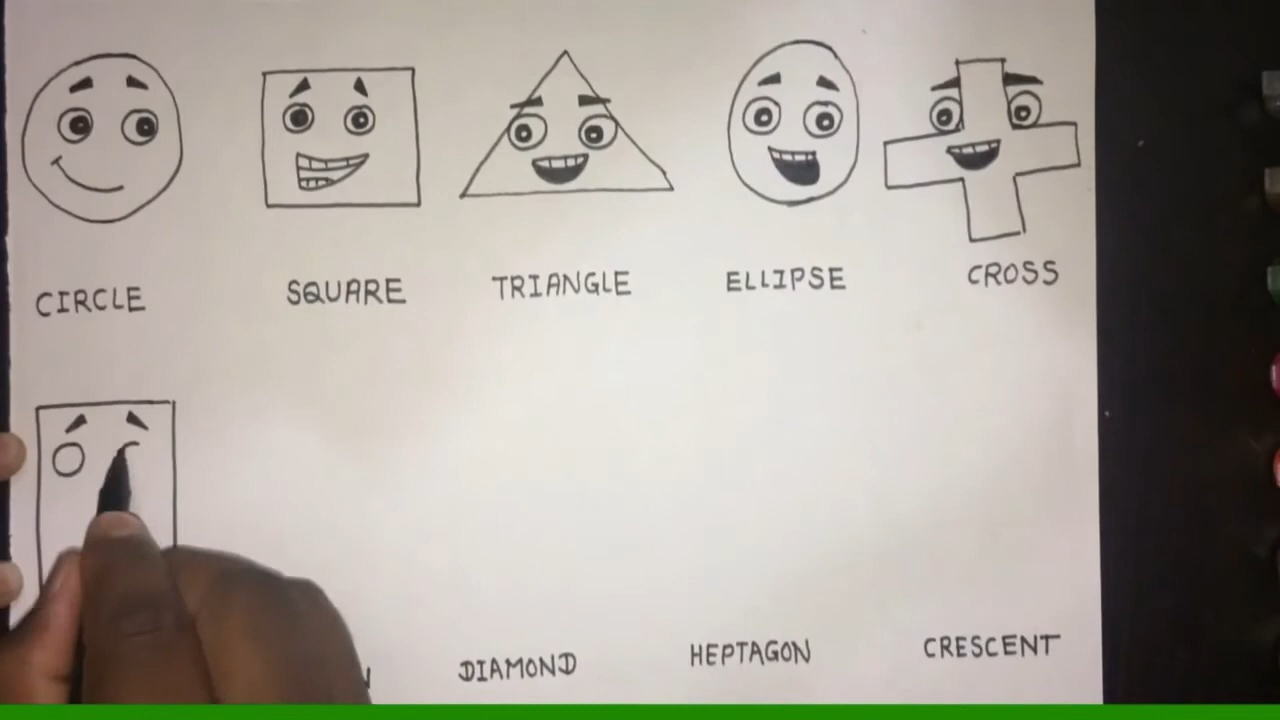 CIRCLE SQUARE TRIANGLE ELLIPSE CROSS
DIAMOND HEPTAGON CRESCENT